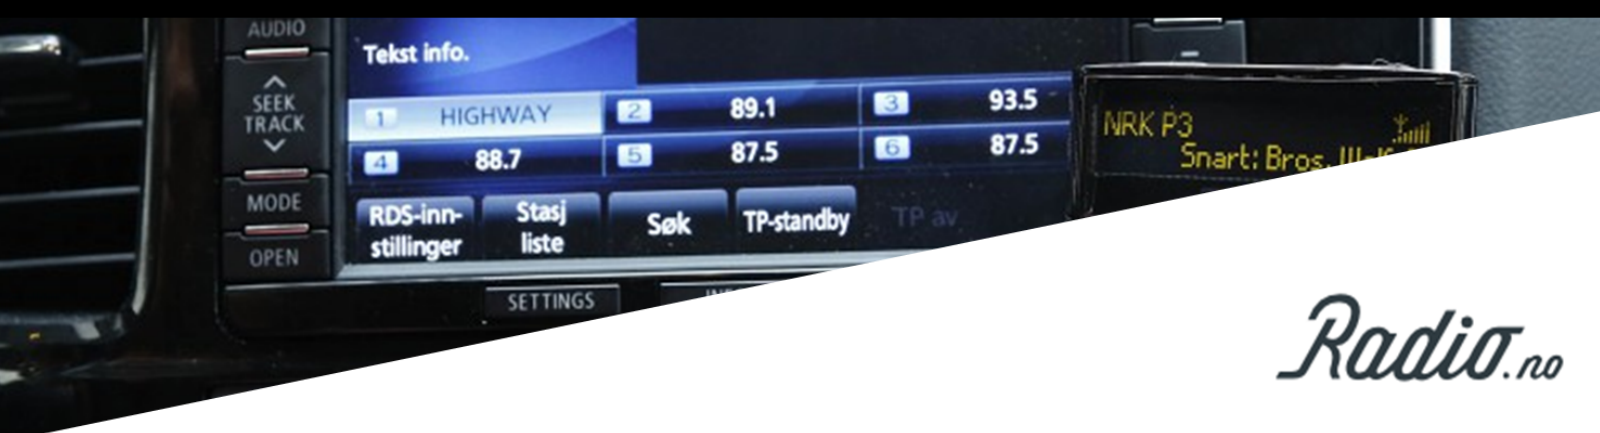 AUDIO
SEEK
TRACK
MODE
OPEN
Tekst info.
1 HIGHWAY 2 89.1 3 93.5
4 88.7 5 87.5 6 87.5
RDS-inn-
stillinger
Stasj
liste
Søk
TP-standby
TP av
SETTINGS
NRK P3
Snart: Bros.
Radio.no